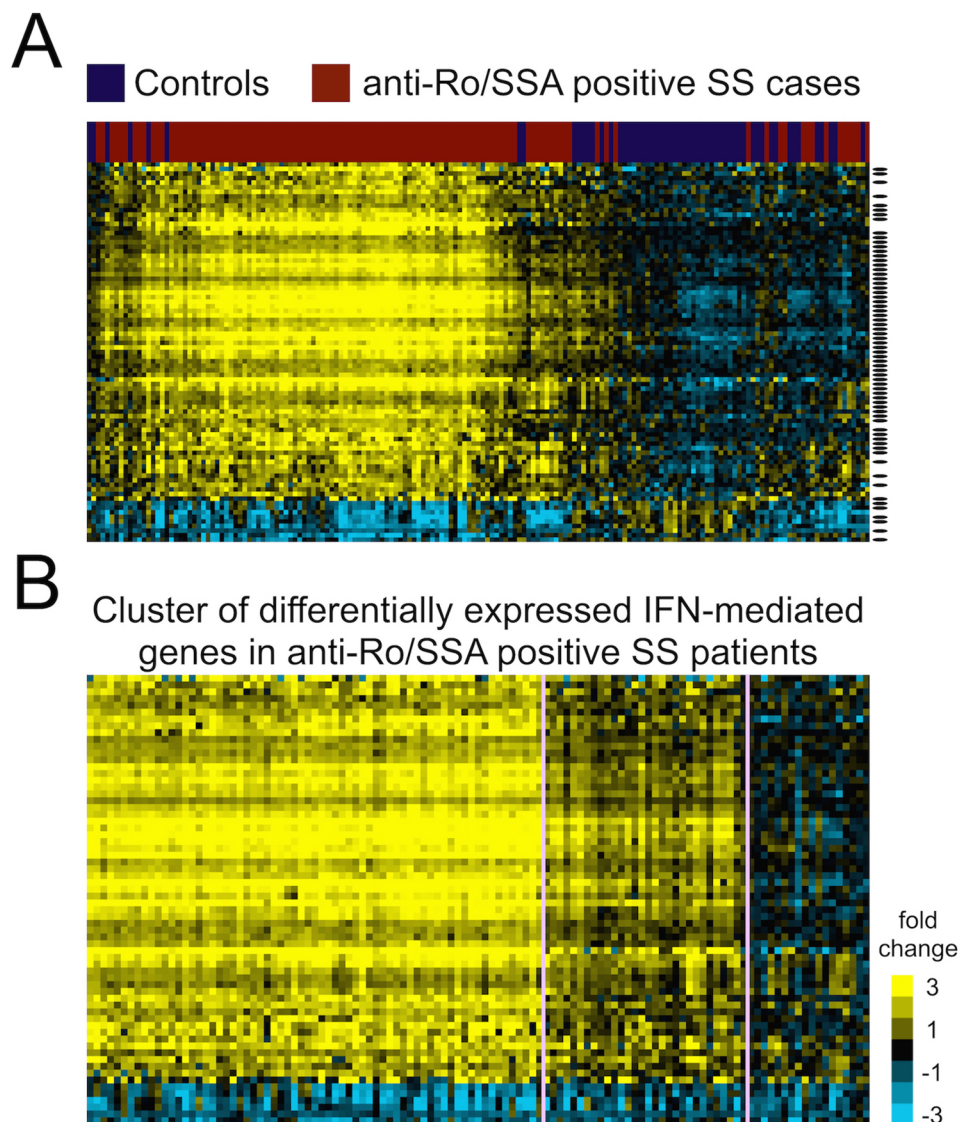 A
Controls
anti-Ro/SSA positive SS cases
B
Cluster of differentially expressed IFN-mediated
genes in anti-Ro/SSA positive SS patients
fold
change
3
1
-1
-3